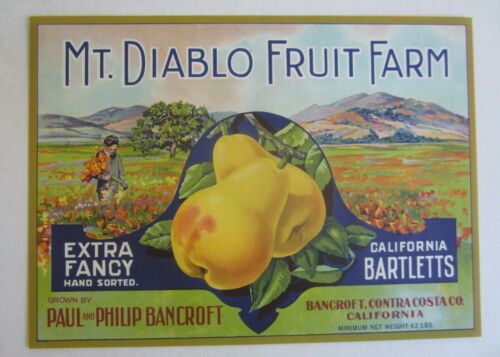 MT. DIABLO FRUIT FARM
EXTRA
FANCY
HAND SORTED.
CALIFORNIA
BARTLETTS
GROWN BY
PAUL AND PHILIP BANCROFT
BANCROFT, CONTRA COSTA CO.
CALIFORNIA
MINIMUM NET WEIGHT 42 LBS.